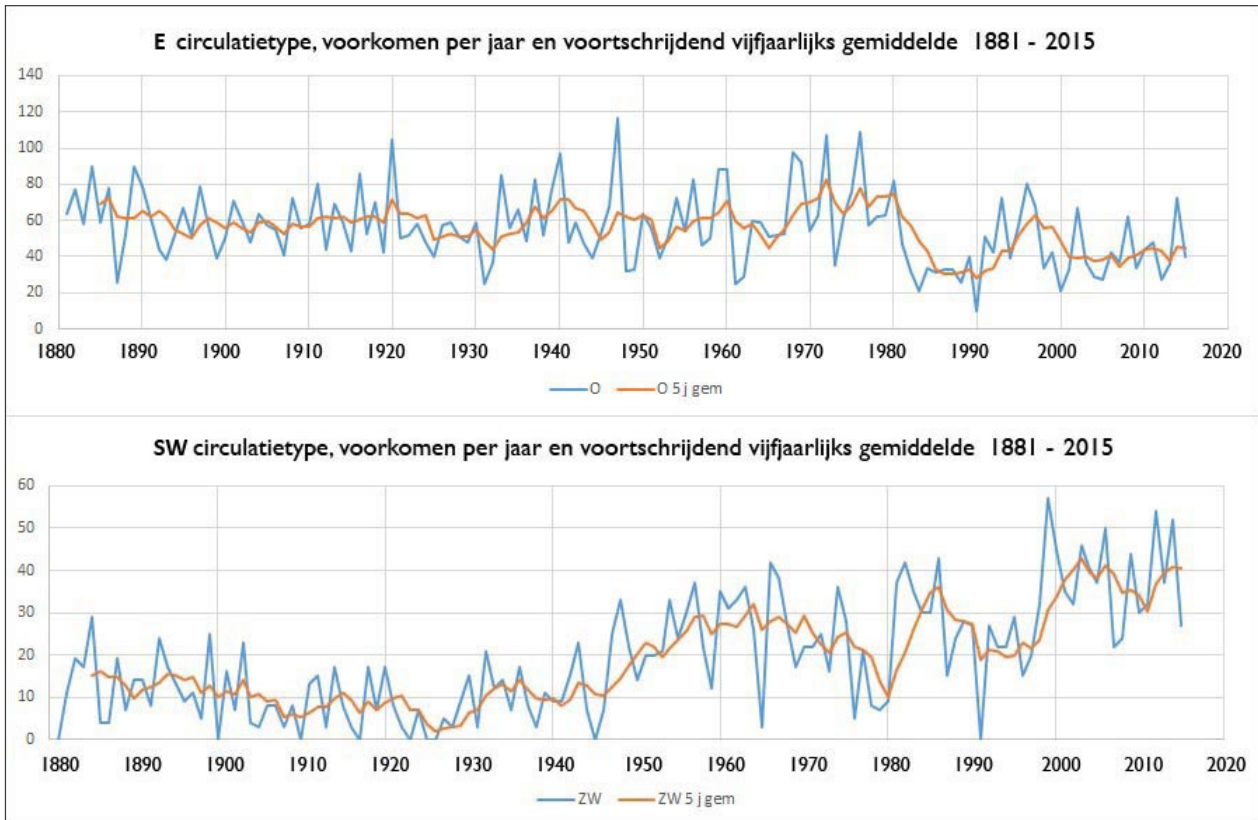 E circulatietype, voorkomen per jaar en voortschrijdend vijfjaarlijks gemiddelde 1881 - 2015
140
120
100
80
60
40
20
0
1880 1890 1900 1910 1920 1930 1940 1950 1960 1970 1980 1990 2000 2010 2020
O O 5 j gem
SW circulatietype, voorkomen per jaar en voortschrijdend vijfjaarlijks gemiddelde 1881 - 2015
60
50
40
30
20
10
0
1880 1890 1900 1910 1920 1930 1940 1950 1960 1970 1980 1990 2000 2010 2020
ZW ZW 5 j gem